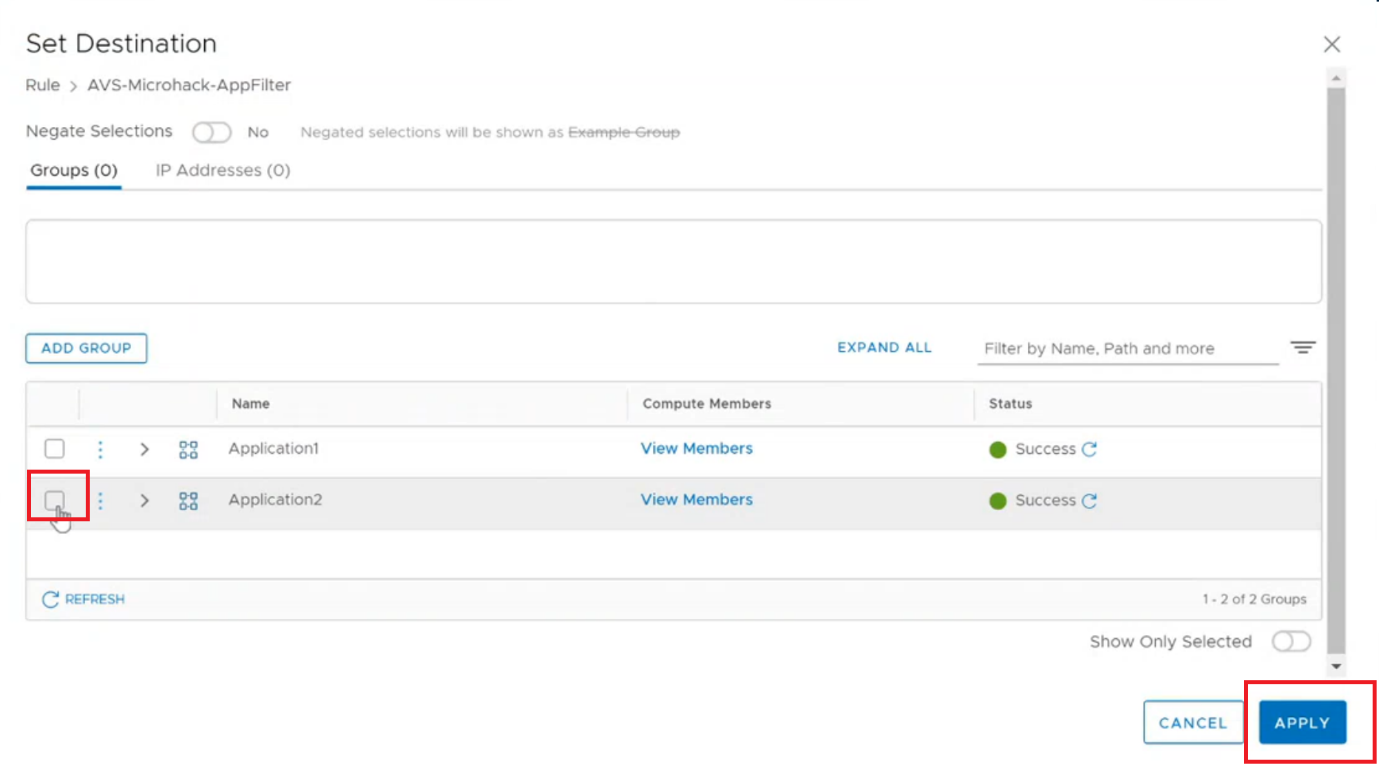 Set Destination
Rule > AVS-Microhack-AppFilter
Negate Selections No Negated selections will be shown as Example Group
Groups (0) IP Addresses (0)
ADD GROUP EXPAND ALL Filter by Name, Path and more
Name Compute Members Status
Application1 View Members Success
Application2 View Members Success
REFRESH 1 - 2 of 2 Groups
Show Only Selected
CANCEL APPLY